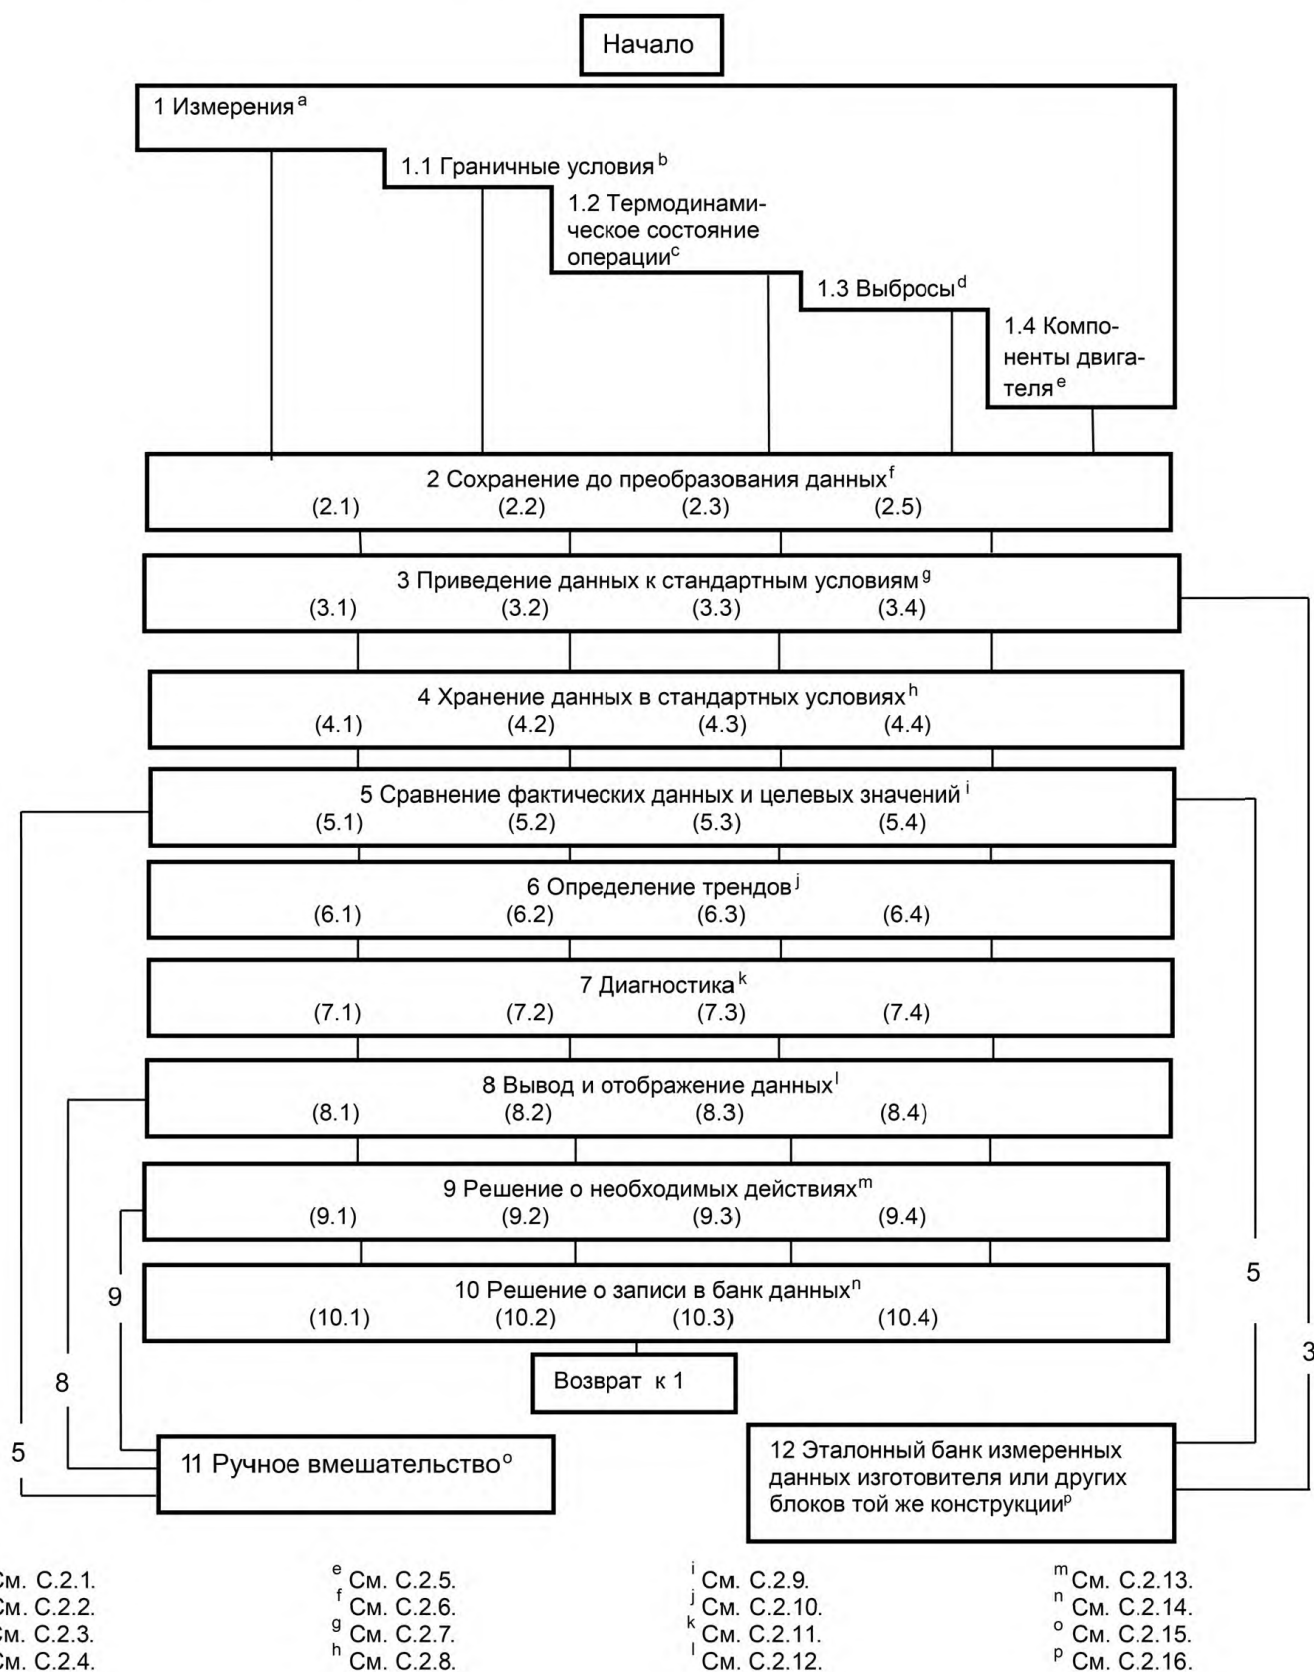 Начало
1 Измерения a
1.1 Граничные условия b
1.2 Термодинами-
ческое состояние
операции c
1.3 Выбросы d
1.4 Компо-
ненты двига-
теля e
2 Сохранение до преобразования данных f
(2.1) (2.2) (2.3) (2.5)
3 Приведение данных к стандартным условиям g
(3.1) (3.2) (3.3) (3.4)
4 Хранение данных в стандартных условиях h
(4.1) (4.2) (4.3) (4.4)
5 Сравнение фактических данных и целевых значений i
(5.1) (5.2) (5.3) (5.4)
6 Определение трендов j
(6.1) (6.2) (6.3) (6.4)
7 Диагностика k
(7.1) (7.2) (7.3) (7.4)
8 Вывод и отображение данных l
(8.1) (8.2) (8.3) (8.4)
9 Решение о необходимых действиях m
(9.1) (9.2) (9.3) (9.4)
10 Решение о записи в банк данных n
(10.1) (10.2) (10.3) (10.4)
Возврат к 1
9
8
5
5
3
11 Ручное вмешательство o
12 Эталонный банк измеренных
данных изготовителя или других
блоков той же конструкции p
См. С.2.1.
См. С.2.2.
См. С.2.3.
См. С.2.4.
e См. С.2.5.
f См. С.2.6.
g См. С.2.7.
h См. С.2.8.
i См. С.2.9.
j См. С.2.10.
k См. С.2.11.
l См. С.2.12.
m См. С.2.13.
n См. С.2.14.
o См. С.2.15.
p См. С.2.16.